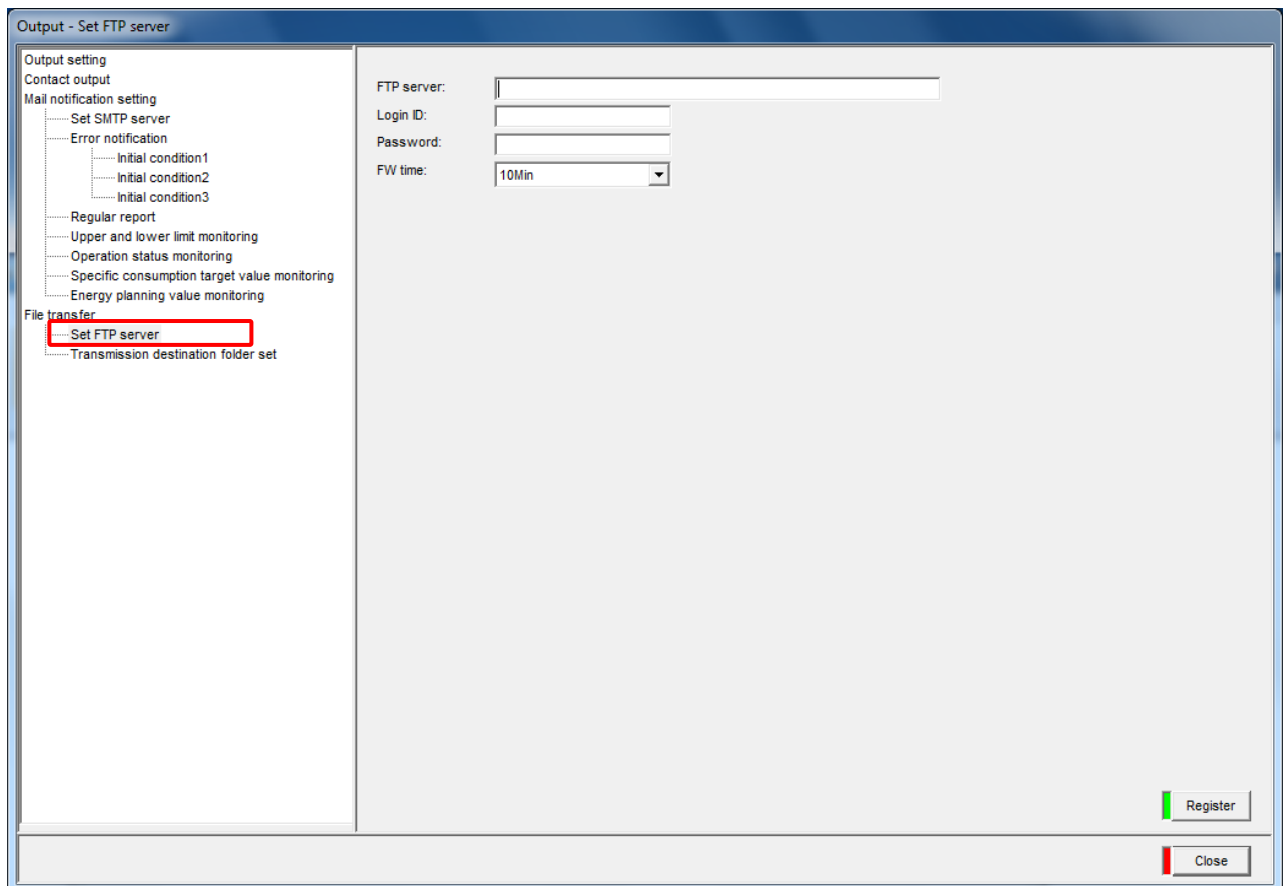 Output - Set FTP server
Output setting
Contact output
Mail notification setting
Set SMTP server
Error notification
Initial condition1
Initial condition2
Initial condition3
Regular report
Upper and lower limit monitoring
Operation status monitoring
Specific consumption target value monitoring
Energy planning value monitoring
File transfer
Set FTP server
Transmission destination folder set
FTP server:
Login ID:
Password:
FW time: 10Min
Register
Close